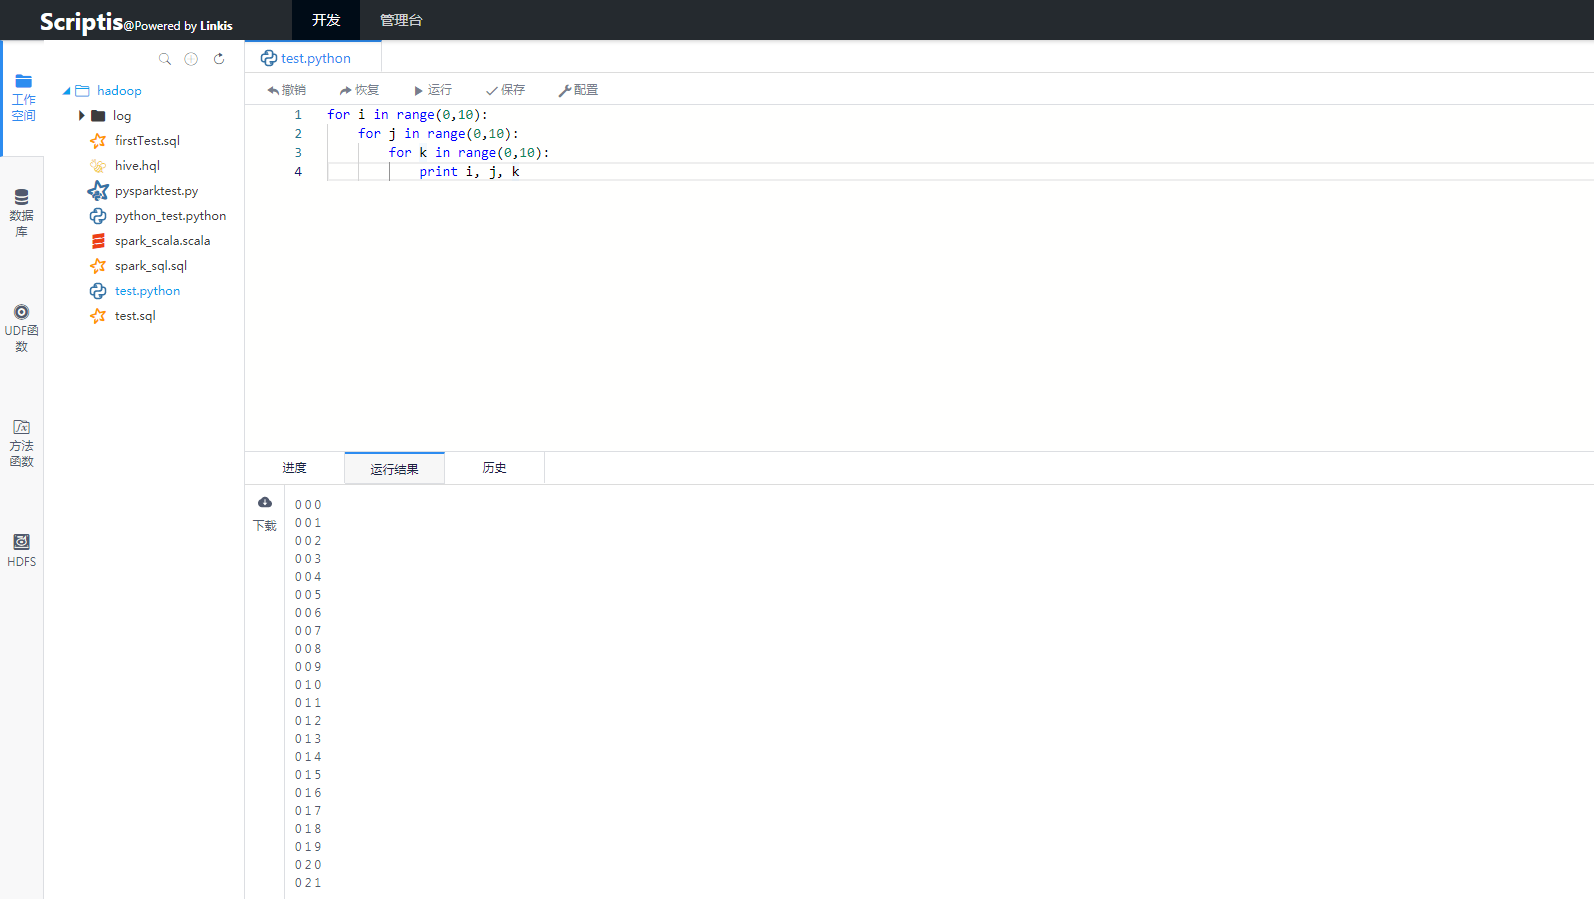 Scriptis@Powered by Linkis
开发
管理台
工作
空间
数据
库
UDF函
数
方法
函数
HDFS
hadoop
log
firstTest.sql
hive.hql
pysparktest.py
python_test.python
spark_scala.scala
spark_sql.sql
test.python
test.sql
test.python
撤销 恢复 运行 保存 配置
1 for i in range(0,10):
2 for j in range(0,10):
3 for k in range(0,10):
4 print i, j, k
进度 运行结果 历史
下载
0 0 0
0 0 1
0 0 2
0 0 3
0 0 4
0 0 5
0 0 6
0 0 7
0 0 8
0 0 9
0 1 0
0 1 1
0 1 2
0 1 3
0 1 4
0 1 5
0 1 6
0 1 7
0 1 8
0 1 9
0 2 0
0 2 1